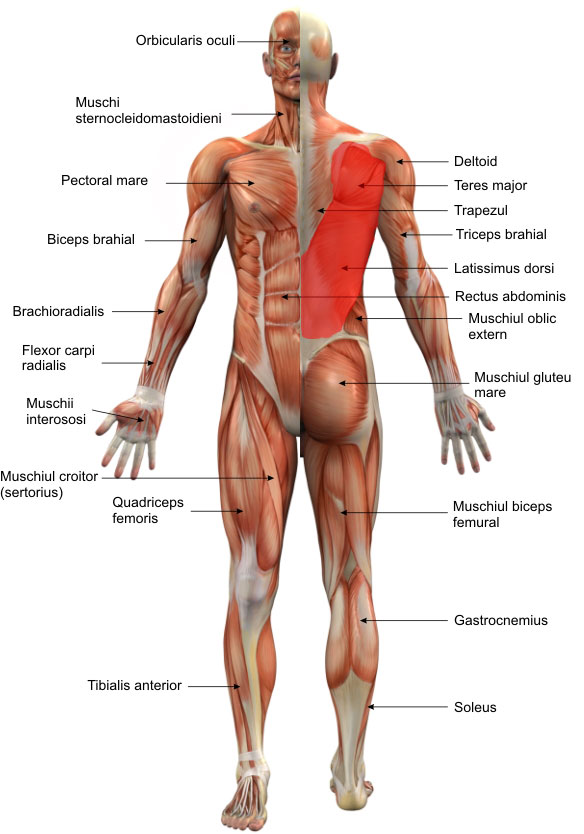 Orbicularis oculi
Muschi
sternocleidomastoidieni
Pectoral mare
Biceps brahial
Brachioradialis
Flexor carpi
radialis
Muschii
interososi
Muschiul croitor
(sertorius)
Quadriceps
femoris
Tibialis anterior
Deltoid
Teres major
Trapezul
Triceps brahial
Latissimus dorsi
Rectus abdominis
Muschiul oblic
extern
Muschiul gluteu
mare
Muschiul biceps
femural
Gastrocnemius
Soleus